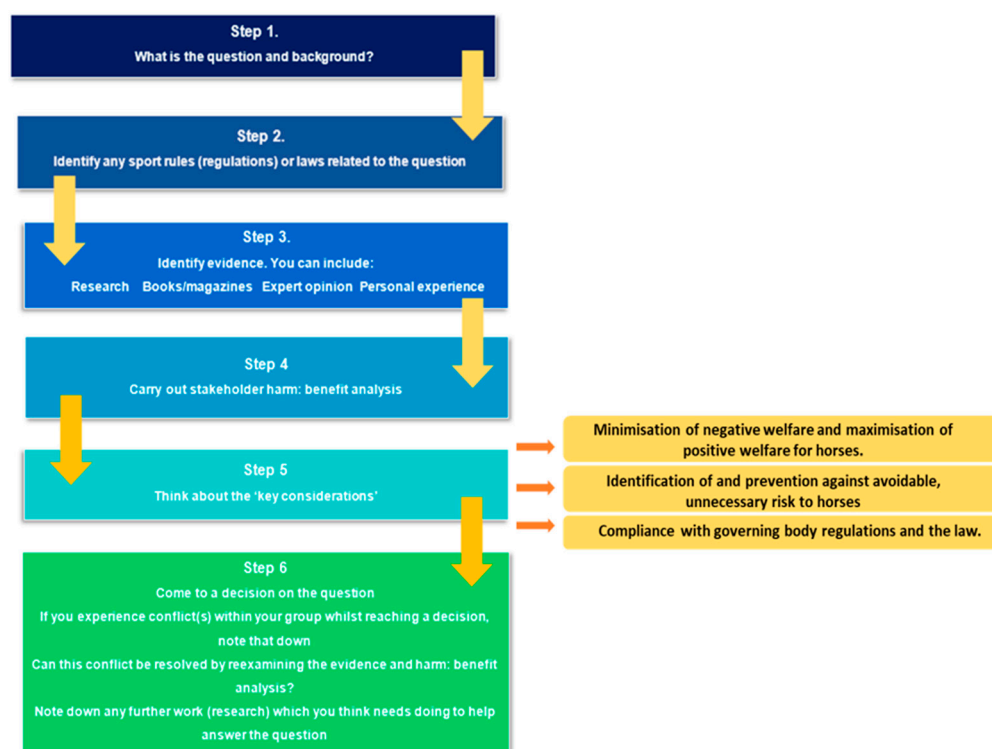 Step 1.
What is the question and background?
Step 2.
Identify any sport rules (regulations) or laws related to the question
Step 3.
Identify evidence. You can include:
Research Books/magazines Expert opinion Personal experience
Step 4
Carry out stakeholder harm: benefit analysis
Step 5
Think about the ‘key considerations’
Minimisation of negative welfare and maximisation of
positive welfare for horses.
Identification of and prevention against avoidable,
unnecessary risk to horses
Compliance with governing body regulations and the law.
Step 6
Come to a decision on the question
If you experience conflict(s) within your group whilst reaching a decision,
note that down
Can this conflict be resolved by reexamining the evidence and harm: benefit
analysis?
Note down any further work (research) which you think needs doing to help
answer the question